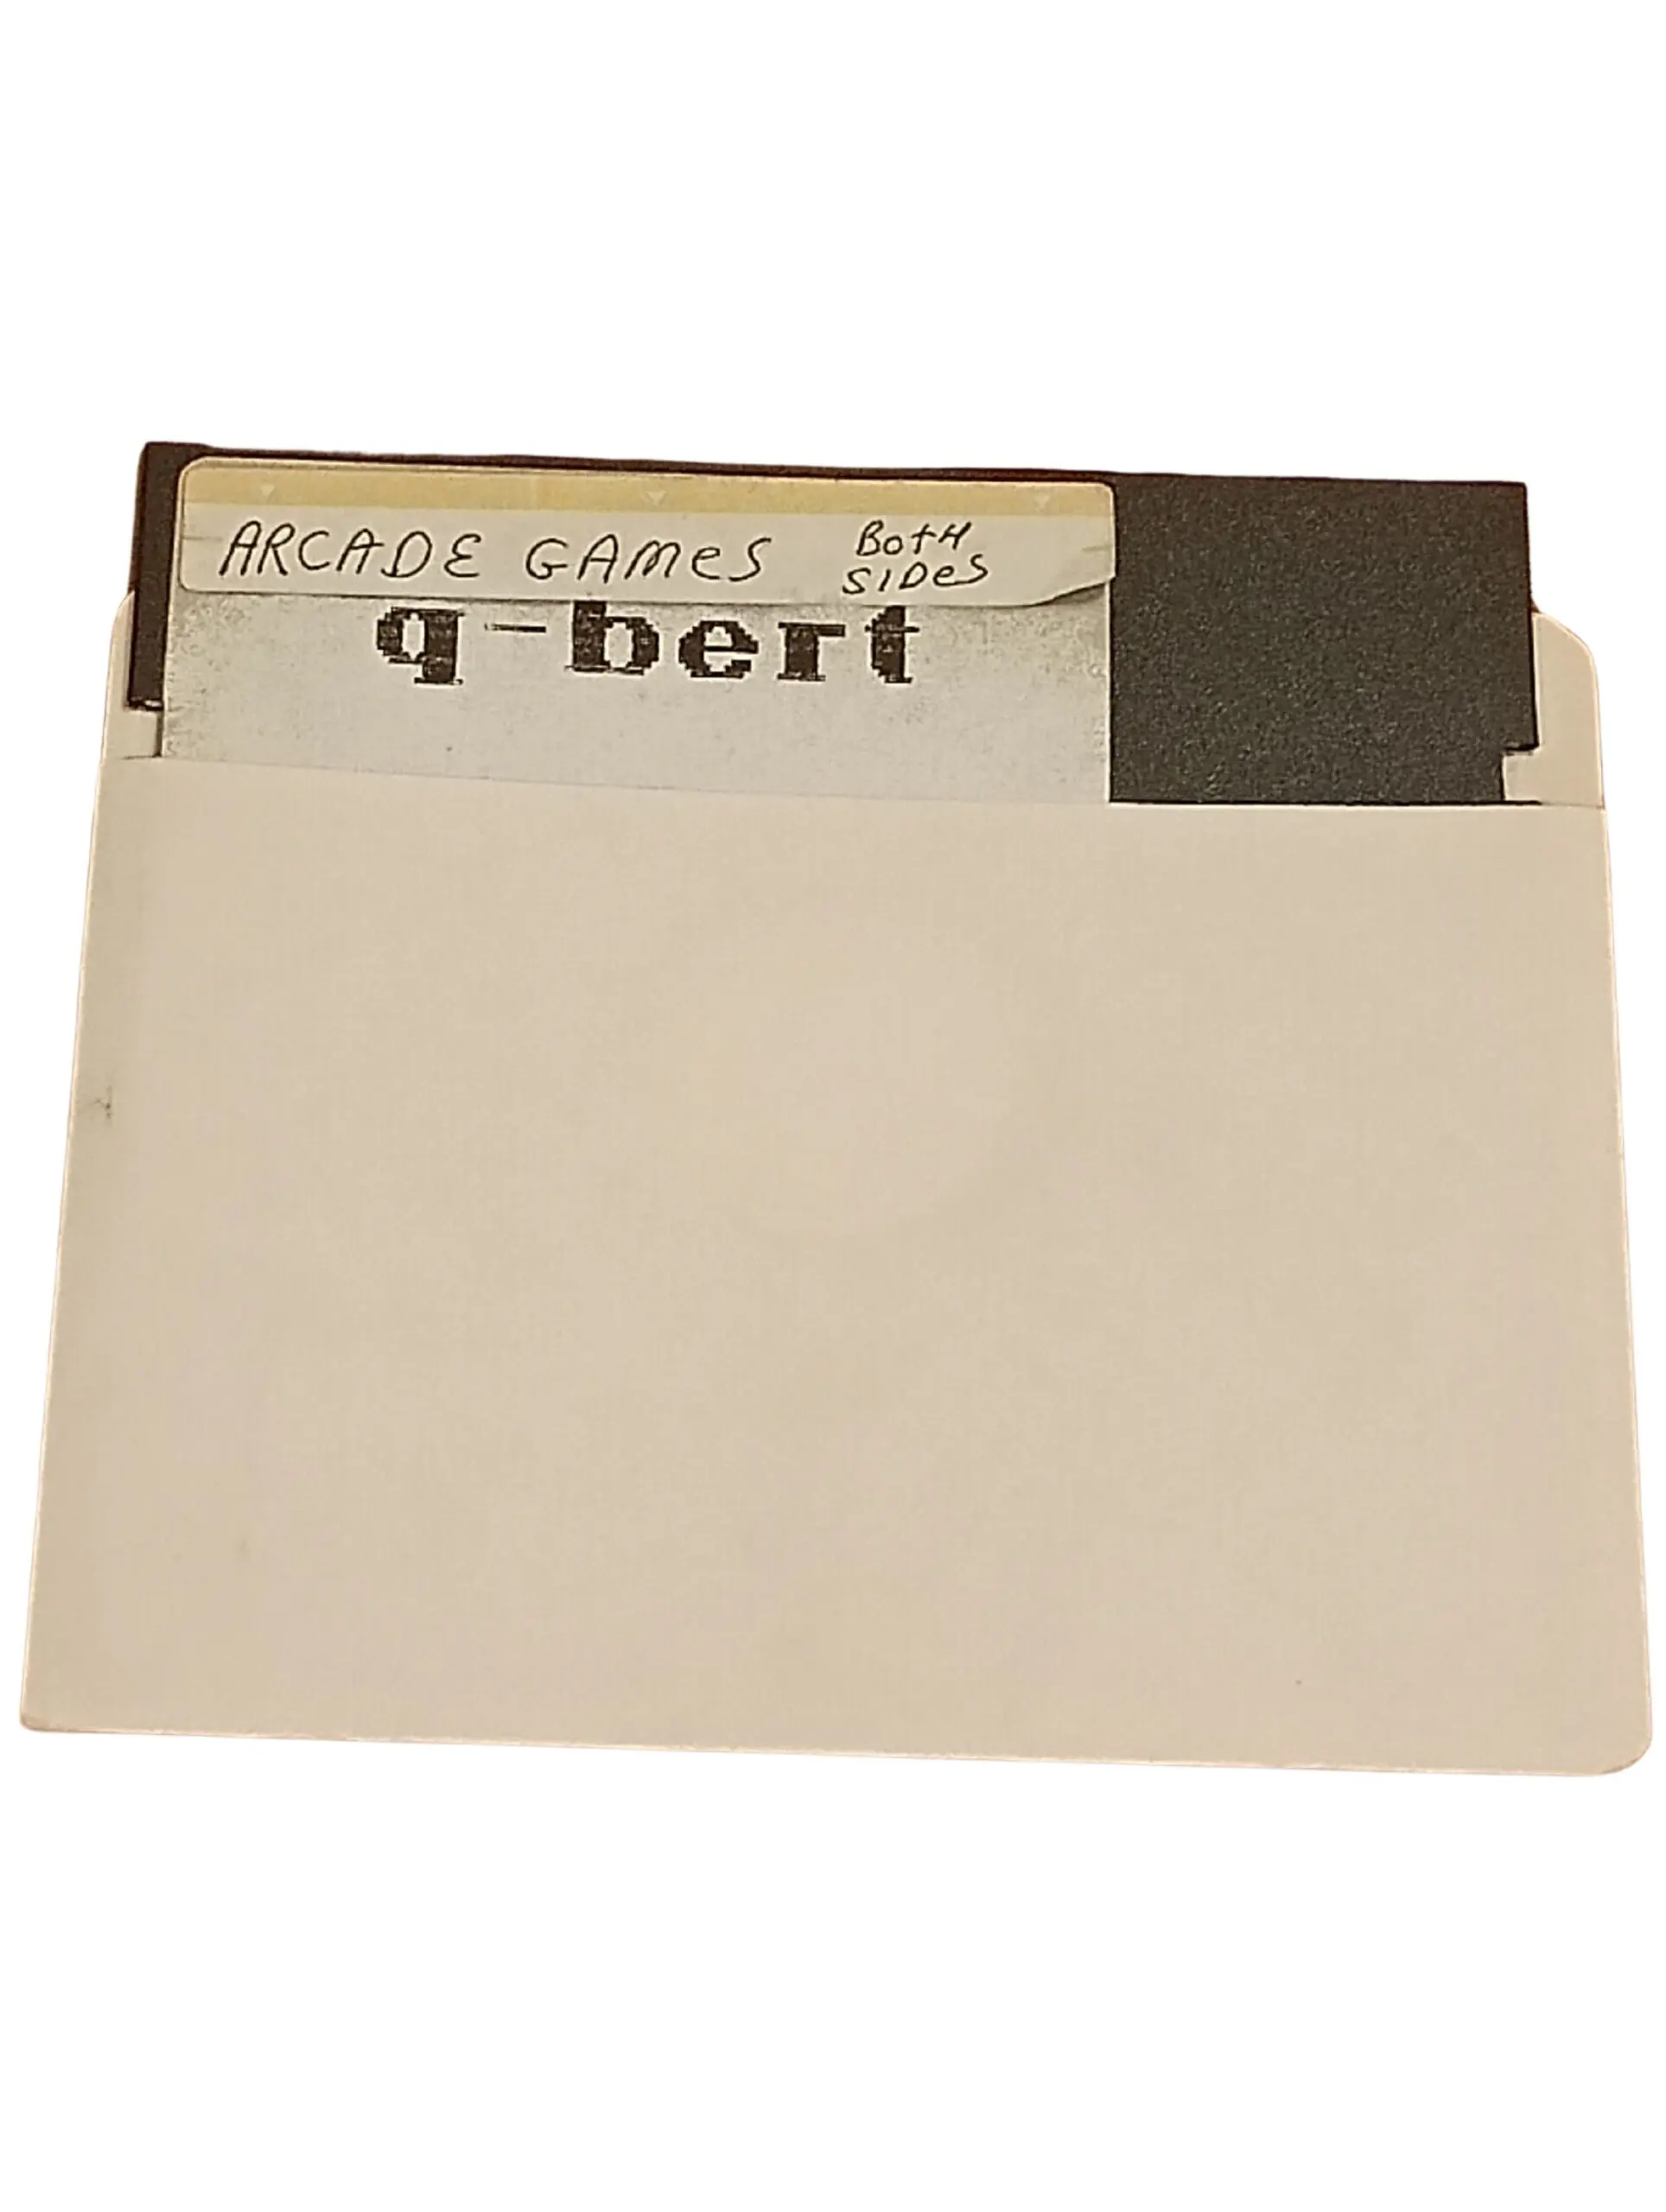 ARCADE GAMES
BOTH
SIDES
q-bert